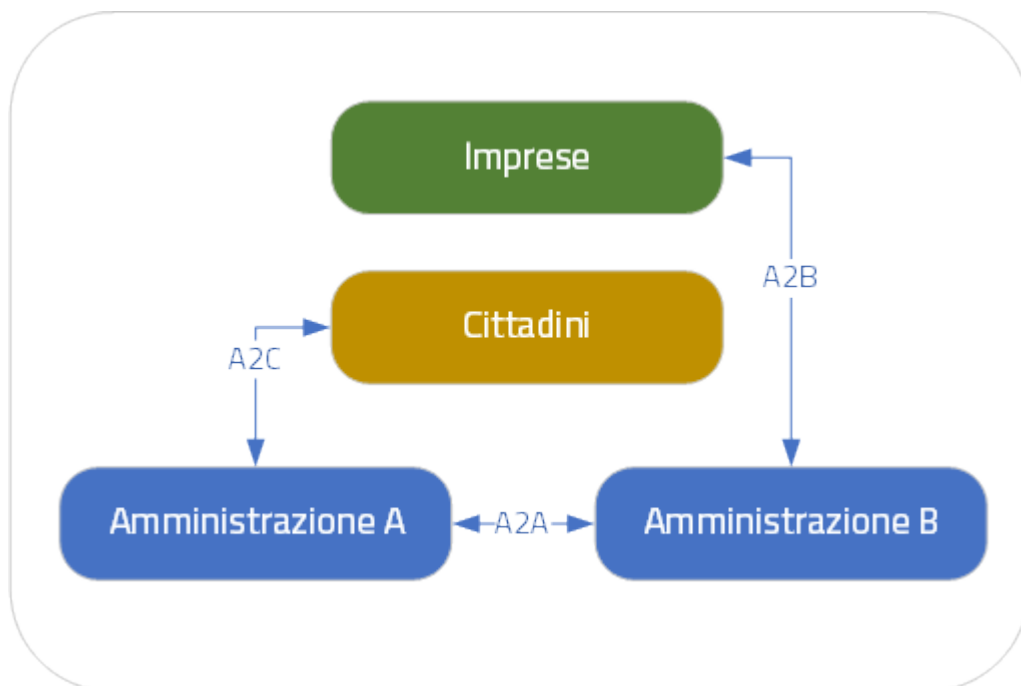 Imprese
A2B
Cittadini
A2C
Amministrazione A
A2A
Amministrazione B